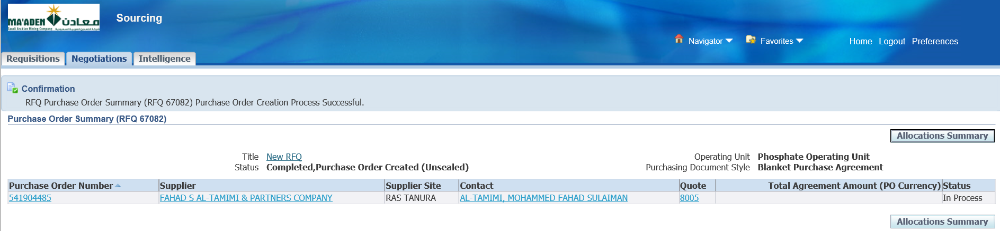 MA'ADEN معادن
Saudi Arabian Mining Company شركة التعدين العربية السعودية
Sourcing
Navigator Favorites Home Logout Preferences
Requisitions Negotiations Intelligence
Confirmation
RFQ Purchase Order Summary (RFQ 67082) Purchase Order Creation Process Successful.
Purchase Order Summary (RFQ 67082)
Allocations Summary
Title New RFQ Operating Unit Phosphate Operating Unit
Status Completed,Purchase Order Created (Unsealed) Purchasing Document Style Blanket Purchase Agreement
Purchase Order Number Supplier Supplier Site Contact Quote Total Agreement Amount (PO Currency) Status
541904485 FAHAD S AL-TAMIMI & PARTNERS COMPANY RAS TANURA AL-TAMIMI, MOHAMMED FAHAD SULAIMAN 8005 In Process
Allocations Summary